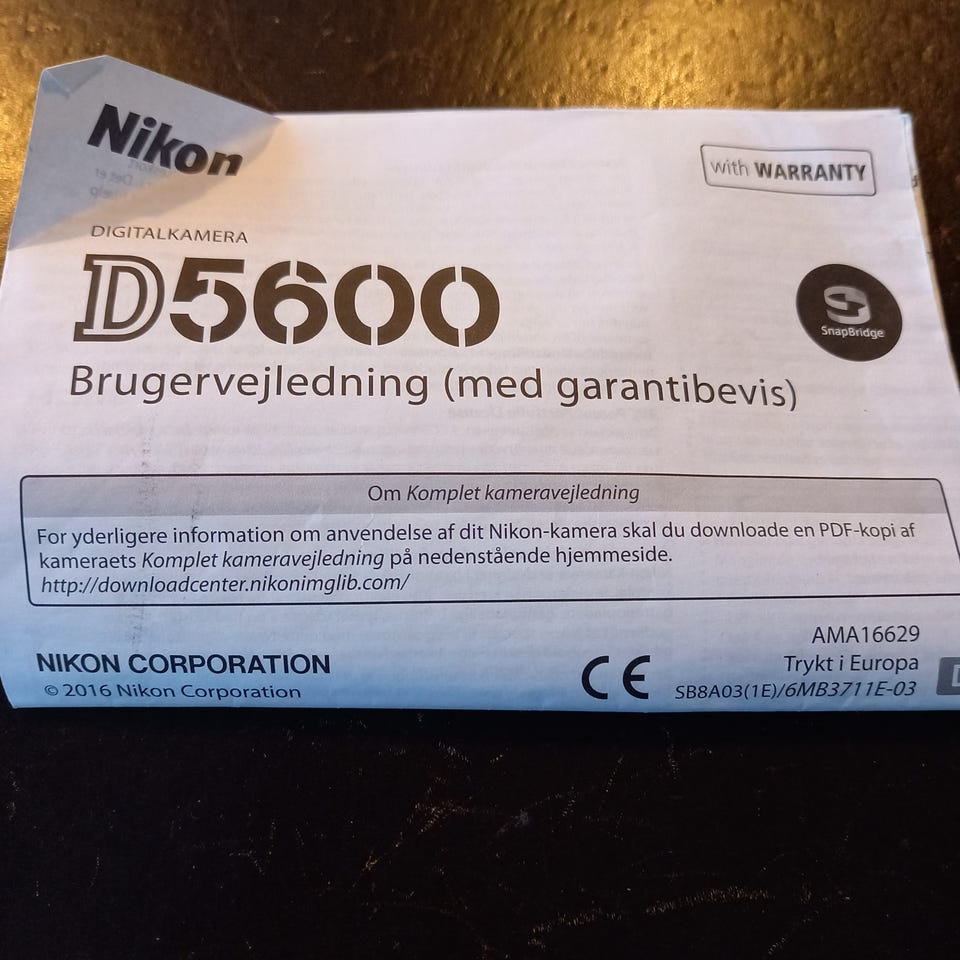 Nikon
with WARRANTY
DIGITALKAMERA
D5600
SnapBridge
Brugervejledning (med garantibevis)
Om Komplet kameravejledning
For yderligere information om anvendelse af dit Nikon-kamera skal du downloade en PDF-kopi af
kameraets Komplet kameravejledning på nedenstående hjemmeside.
http://downloadcenter.nikonimglib.com/
AMA16629
NIKON CORPORATION
Trykt i Europa
© 2016 Nikon Corporation
CE
SB8A03(1E)/6MB3711E-03